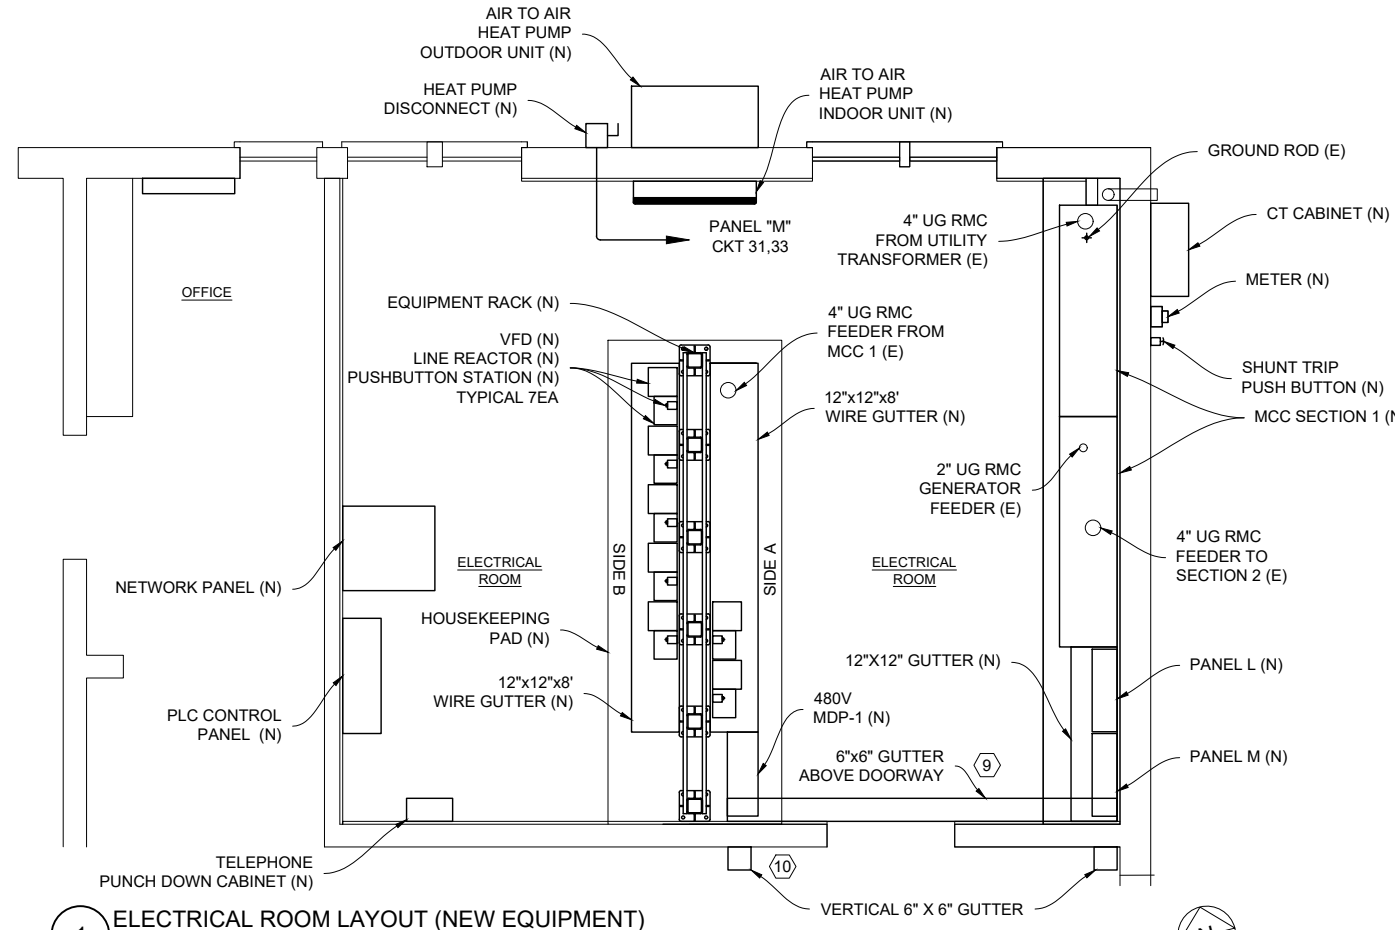 AIR TO AIR
HEAT PUMP
OUTDOOR UNIT (N)
HEAT PUMP
DISCONNECT (N)
AIR TO AIR
HEAT PUMP
INDOOR UNIT (N)
GROUND ROD (E)
CT CABINET (N)
METER (N)
SHUNT TRIP
PUSH BUTTON (N)
MCC SECTION 1 (N
PANEL "M"
CKT 31,33
4" UG RMC
FROM UTILITY
TRANSFORMER (E)
OFFICE
EQUIPMENT RACK (N)
VFD (N)
LINE REACTOR (N)
PUSHBUTTON STATION (N)
TYPICAL 7EA
4" UG RMC
FEEDER FROM
MCC 1 (E)
12"x12"x8'
WIRE GUTTER (N)
2" UG RMC
GENERATOR
FEEDER (E)
4" UG RMC
FEEDER TO
SECTION 2 (E)
NETWORK PANEL (N)
ELECTRICAL
ROOM
SIDE B
SIDE A
ELECTRICAL
ROOM
HOUSEKEEPING
PAD (N)
12"x12"x8'
WIRE GUTTER (N)
12"X12" GUTTER (N)
PANEL L (N)
PLC CONTROL
PANEL (N)
480V
MDP-1 (N)
6"x6" GUTTER
ABOVE DOORWAY
9
PANEL M (N)
TELEPHONE
PUNCH DOWN CABINET (N)
10
VERTICAL 6" X 6" GUTTER
ELECTRICAL ROOM LAYOUT (NEW EQUIPMENT)